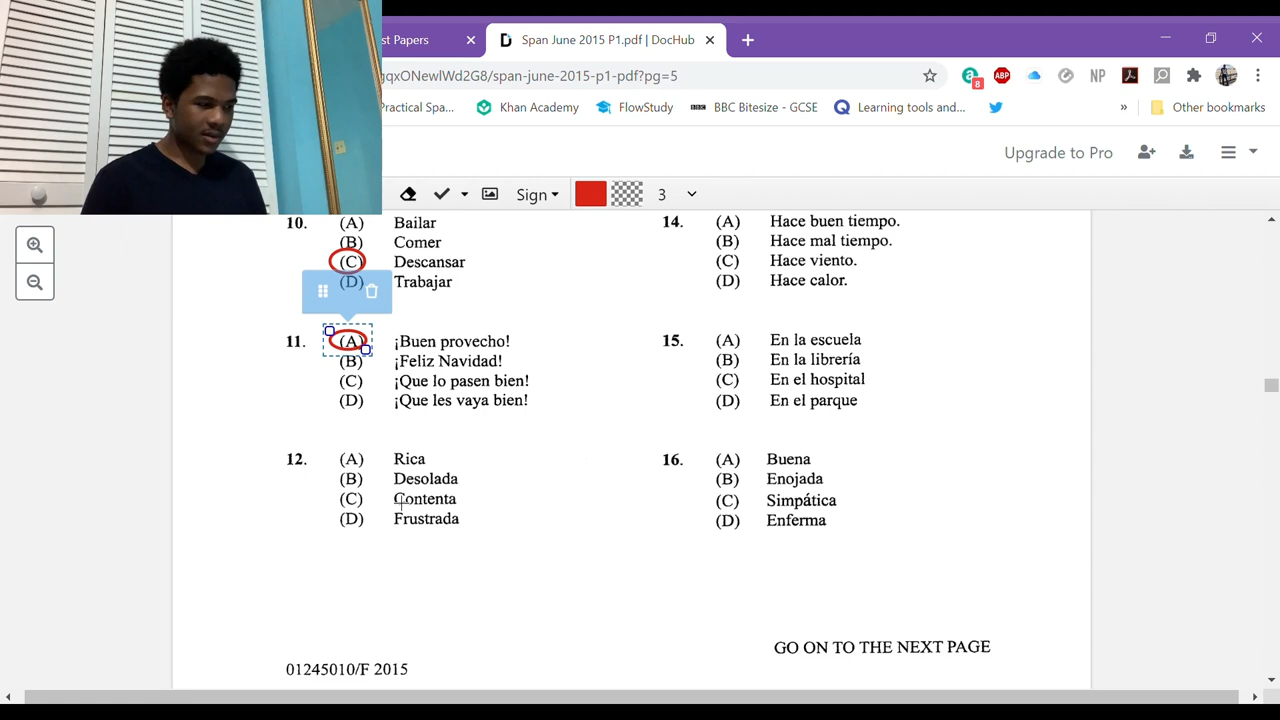 st Papers
Span June 2015 P1.pdf | DocHub
gqxONewlWd2G8/span-june-2015-p1-pdf?pg=5
8
ABP
NP
Practical Spa...
Khan Academy
FlowStudy
BBC Bitesize - GCSE
Learning tools and...
»
Other bookmarks
Upgrade to Pro
Sign
3
10. (A) Bailar
(B) Comer
(C) Descansar
(D) Trabajar
11. (A) ¡Buen provecho!
(B) ¡Feliz Navidad!
(C) ¡Que lo pasen bien!
(D) ¡Que les vaya bien!
12. (A) Rica
(B) Desolada
(C) Contenta
(D) Frustrada
14. (A) Hace buen tiempo.
(B) Hace mal tiempo.
(C) Hace viento.
(D) Hace calor.
15. (A) En la escuela
(B) En la librería
(C) En el hospital
(D) En el parque
16. (A) Buena
(B) Enojada
(C) Simpática
(D) Enferma
GO ON TO THE NEXT PAGE
01245010/F 2015